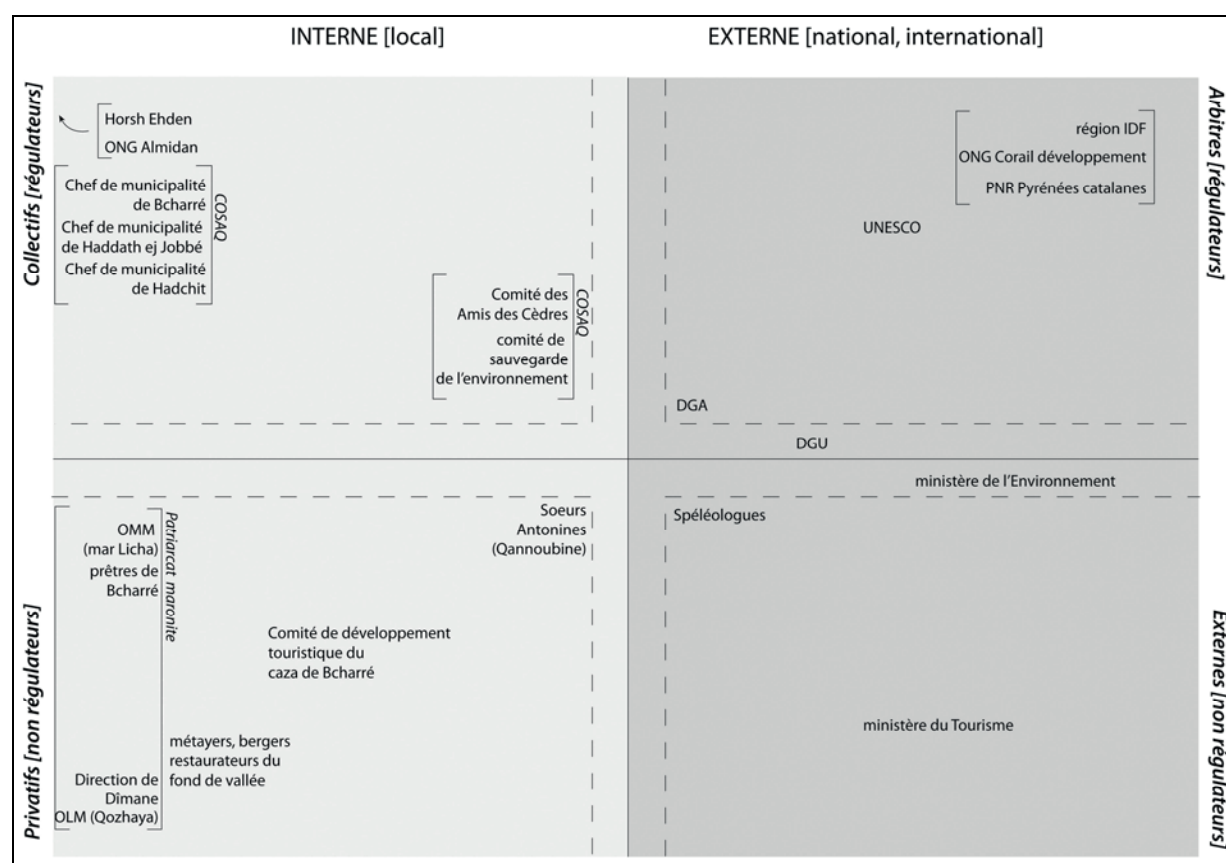 INTERNE [local]
EXTERNE [national, international]
Collectifs [régulateurs]
Horsh Ehden
ONG Almidan
Chef de municipalité
de Bcharré
Chef de municipalité
de Haddath ej Jobbé
Chef de municipalité
de Hadchit
COSAQ
Comité des
Amis des Cèdres
comité de
sauvegarde
de l'environnement
COSAQ
région IDF
ONG Corail développement
PNR Pyrénées catalanes
UNESCO
DGA
DGU
Arbitres [régulateurs]
ministère de l'Environnement
Privatifs [non régulateurs]
OMM
(mar Licha)
prêtres de
Bcharré
Patriarcat maronite
Soeurs
Antonines
(Qannoubine)
Comité de développement
touristique du
caza de Bcharré
métayers, bergers
restaurateurs du
fond de vallée
Direction de
Dîmane
OLM (Qozhaya)
Spéléologues
ministère du Tourisme
Externes [non régulateurs]